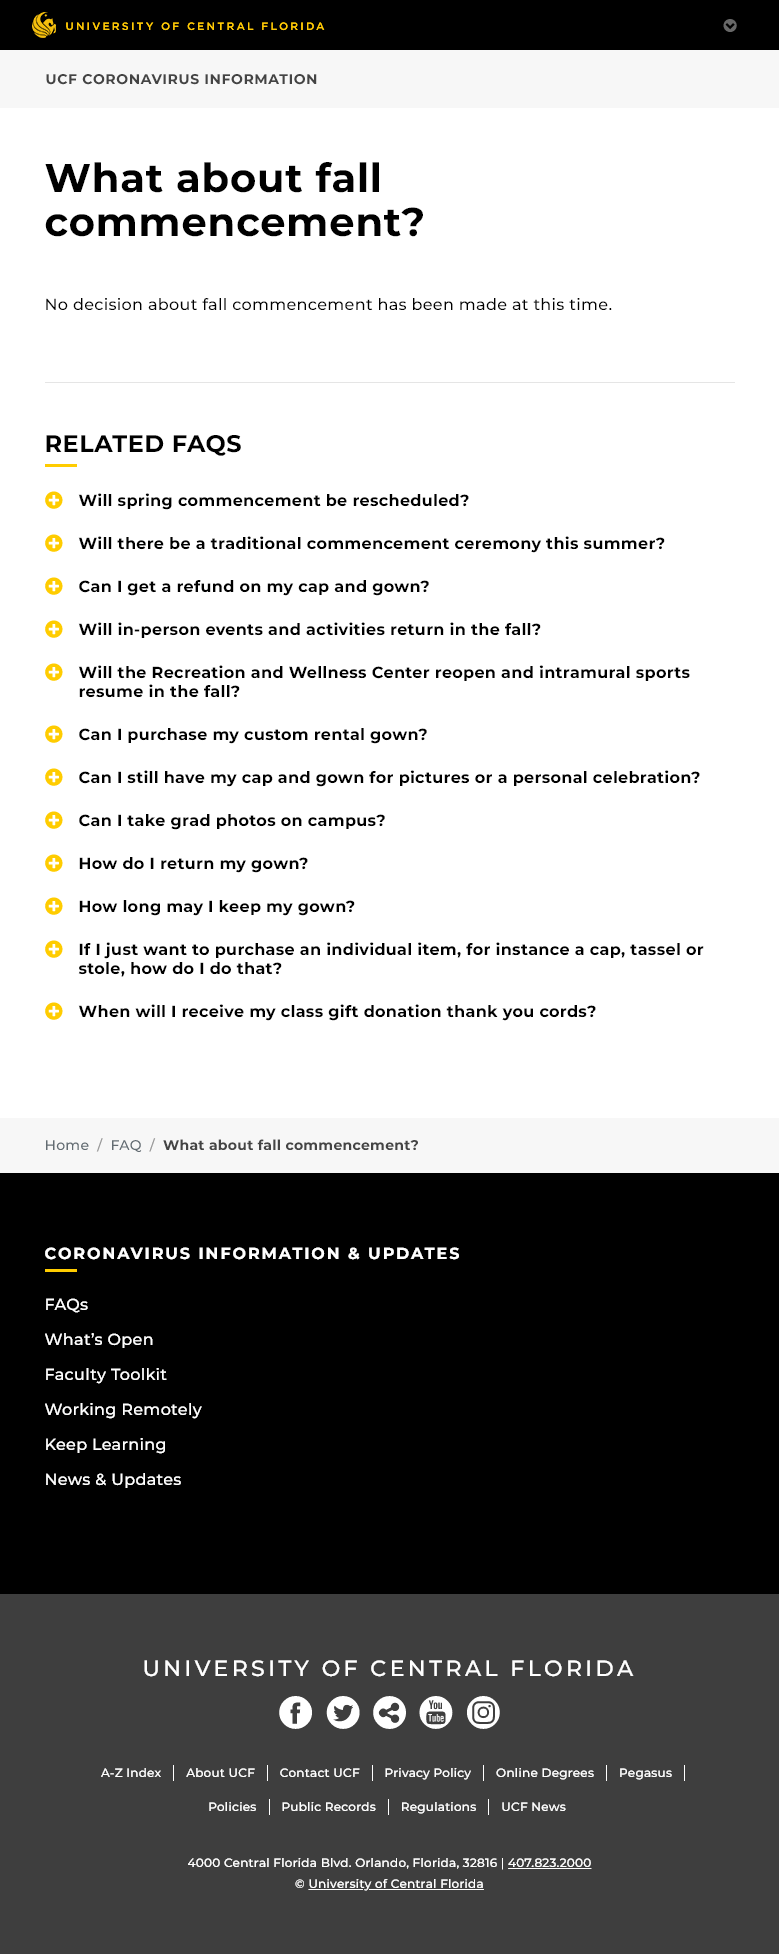 UNIVERSITY OF CENTRAL FLORIDA
UCF CORONAVIRUS INFORMATION
What about fall
commencement?
No decision about fall commencement has been made at this time.
RELATED FAQS
Will spring commencement be rescheduled?
Will there be a traditional commencement ceremony this summer?
Can I get a refund on my cap and gown?
Will in-person events and activities return in the fall?
Will the Recreation and Wellness Center reopen and intramural sports
resume in the fall?
Can I purchase my custom rental gown?
Can I still have my cap and gown for pictures or a personal celebration?
Can I take grad photos on campus?
How do I return my gown?
How long may I keep my gown?
If I just want to purchase an individual item, for instance a cap, tassel or
stole, how do I do that?
When will I receive my class gift donation thank you cords?
Home / FAQ / What about fall commencement?
CORONAVIRUS INFORMATION & UPDATES
FAQs
What’s Open
Faculty Toolkit
Working Remotely
Keep Learning
News & Updates
UNIVERSITY OF CENTRAL FLORIDA
You
Tube
A-Z Index | About UCF | Contact UCF | Privacy Policy | Online Degrees | Pegasus |
Policies | Public Records | Regulations | UCF News
4000 Central Florida Blvd. Orlando, Florida, 32816 | 407.823.2000
© University of Central Florida